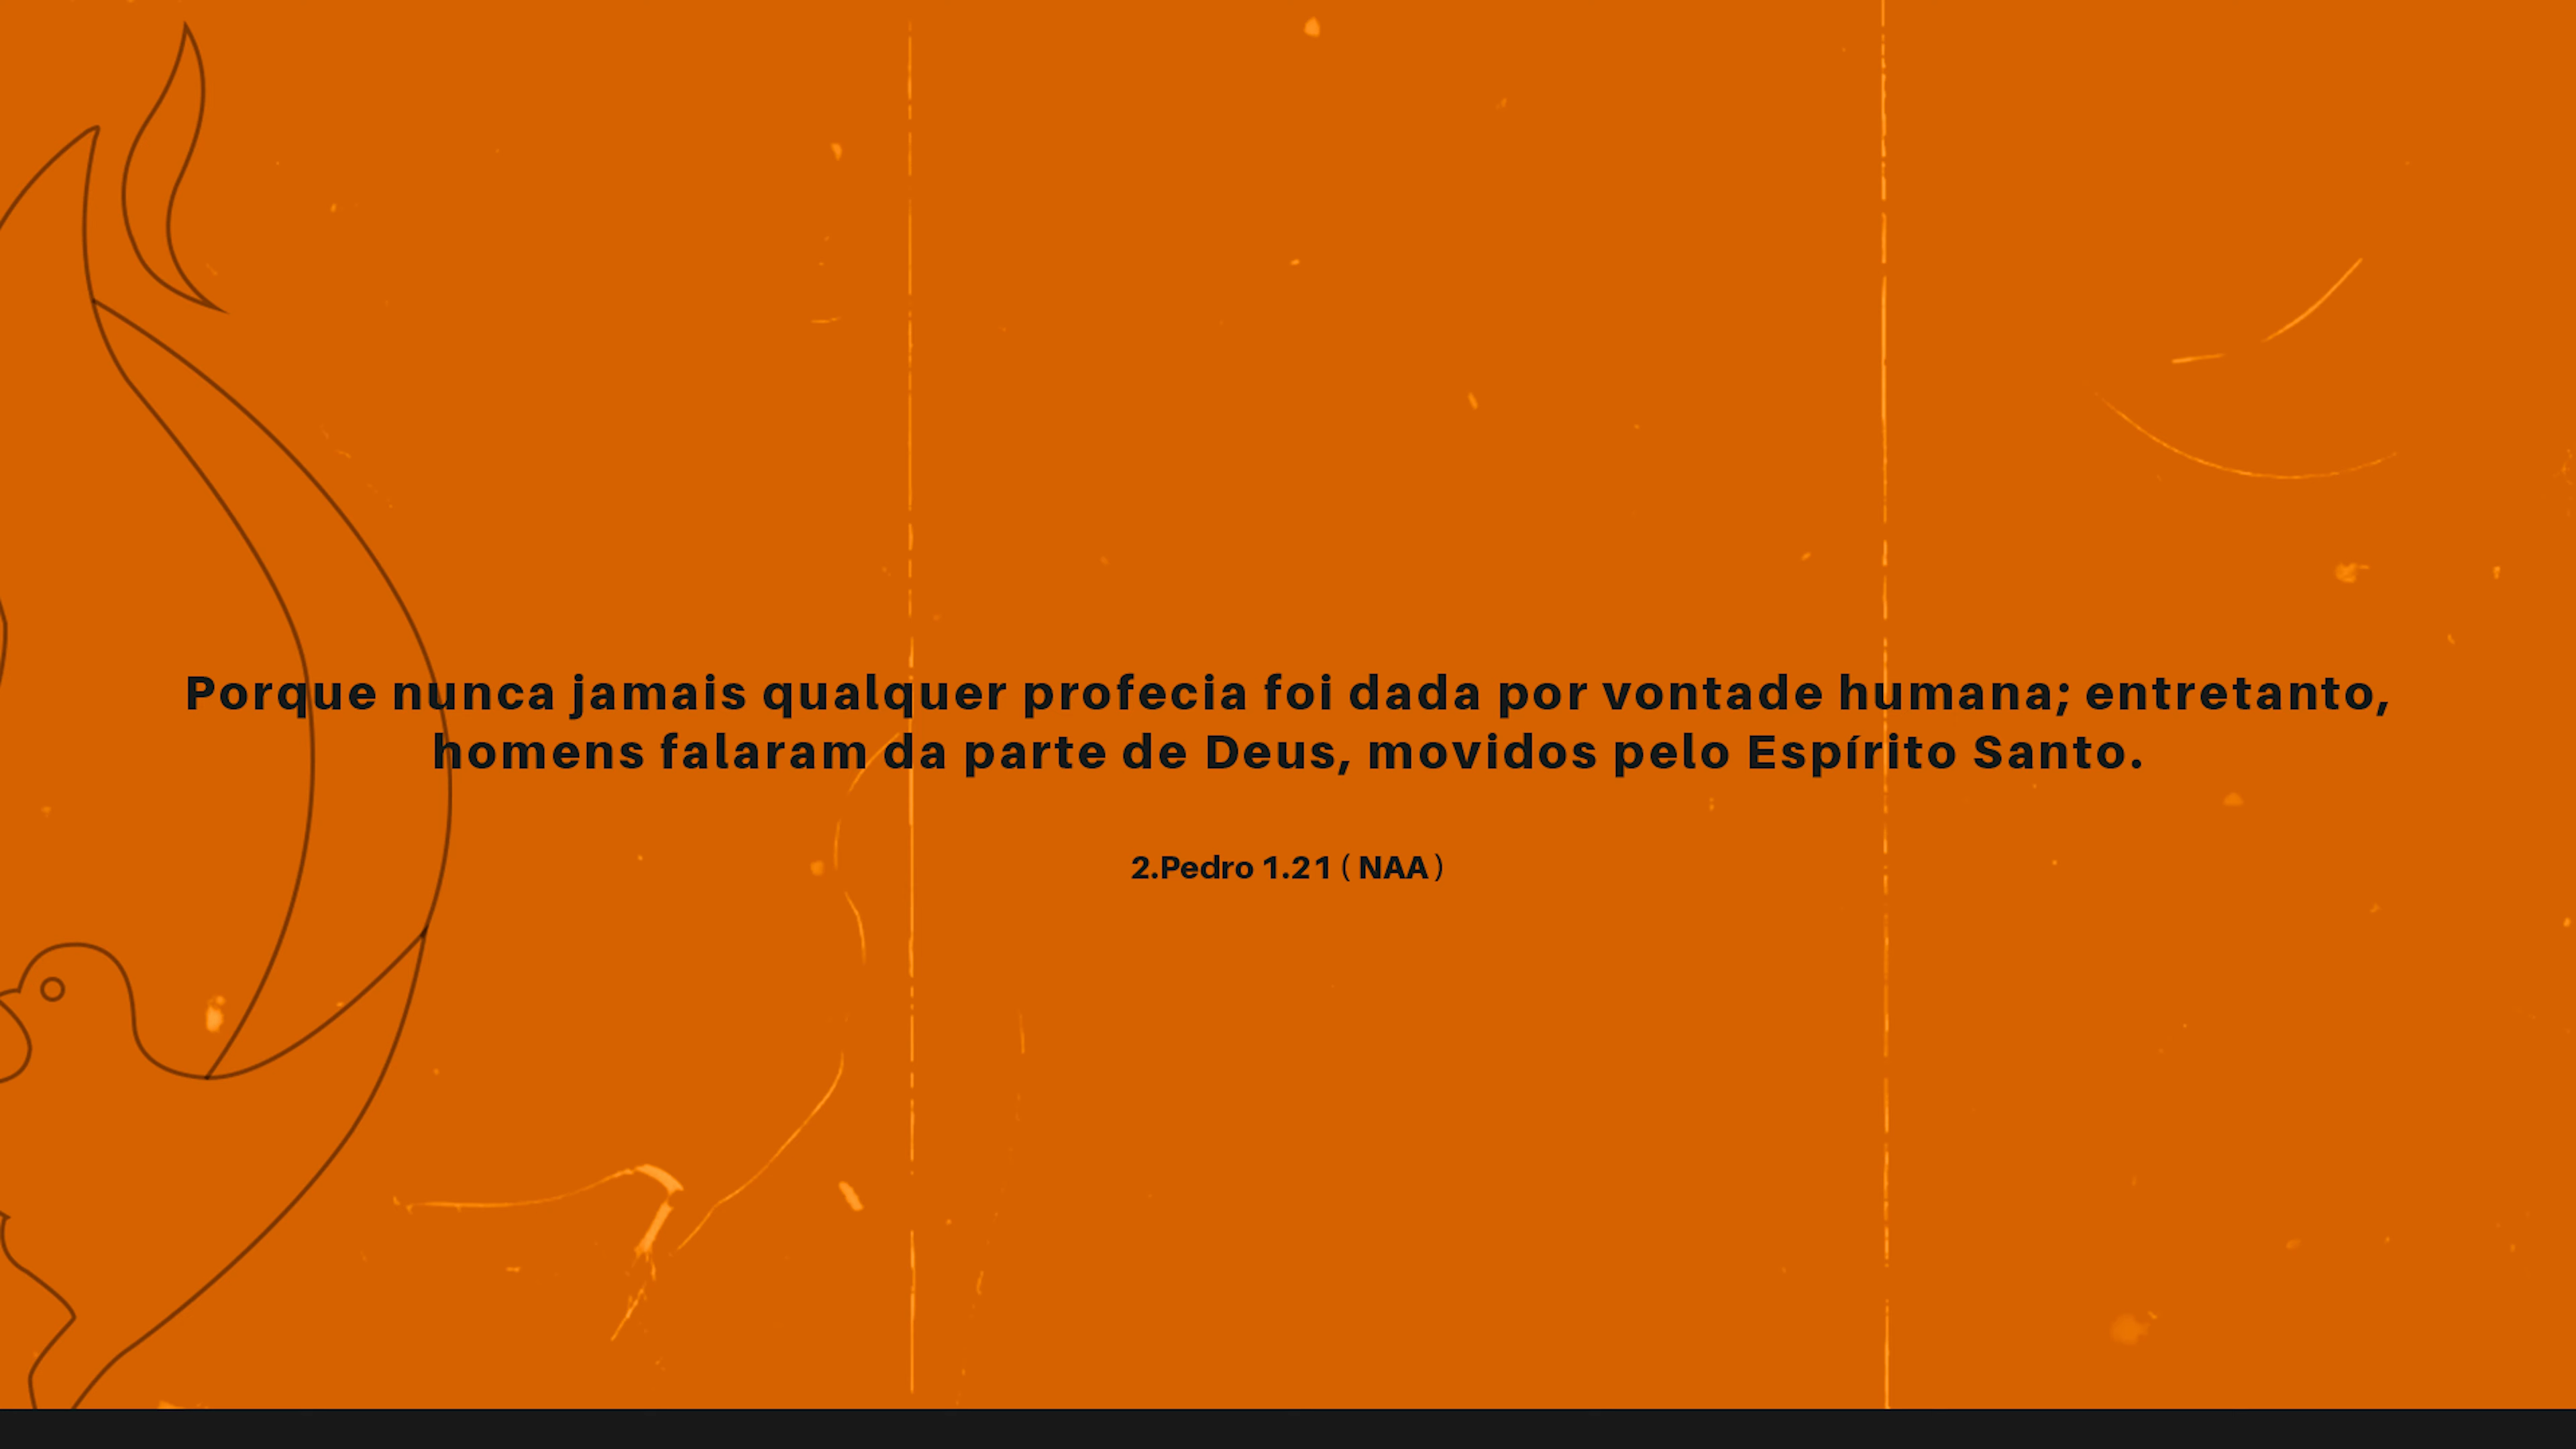 Porque nunca jamais qualquer profecia foi dada por vontade humana; entretanto,
homens falaram da parte de Deus, movidos pelo Espírito Santo.
2.Pedro 1.21 ( NAA )